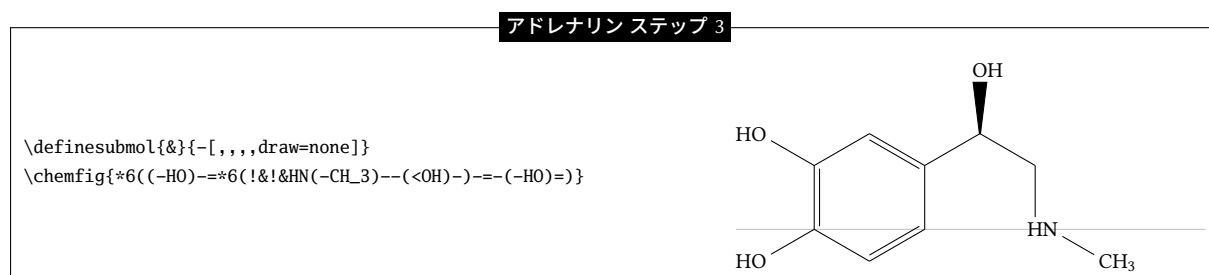 アドレナリン ステップ 3
\definesubmol{&}{-[,,,,draw=none]}
\chemfig{*6((-HO)-=*6(!&!&HN(-CH_3)--(<OH)-)-=-(-HO)=)}
OH
HO
HN
HO
CH3